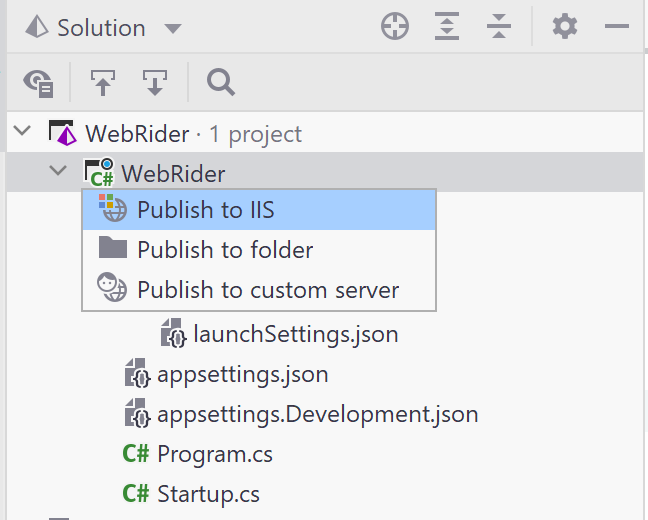 Solution
WebRider · 1 project
C# WebRider
Publish to IIS
Publish to folder
Publish to custom server
{} launchSettings.json
{} appsettings.json
{} appsettings.Development.json
C# Program.cs
C# Startup.cs